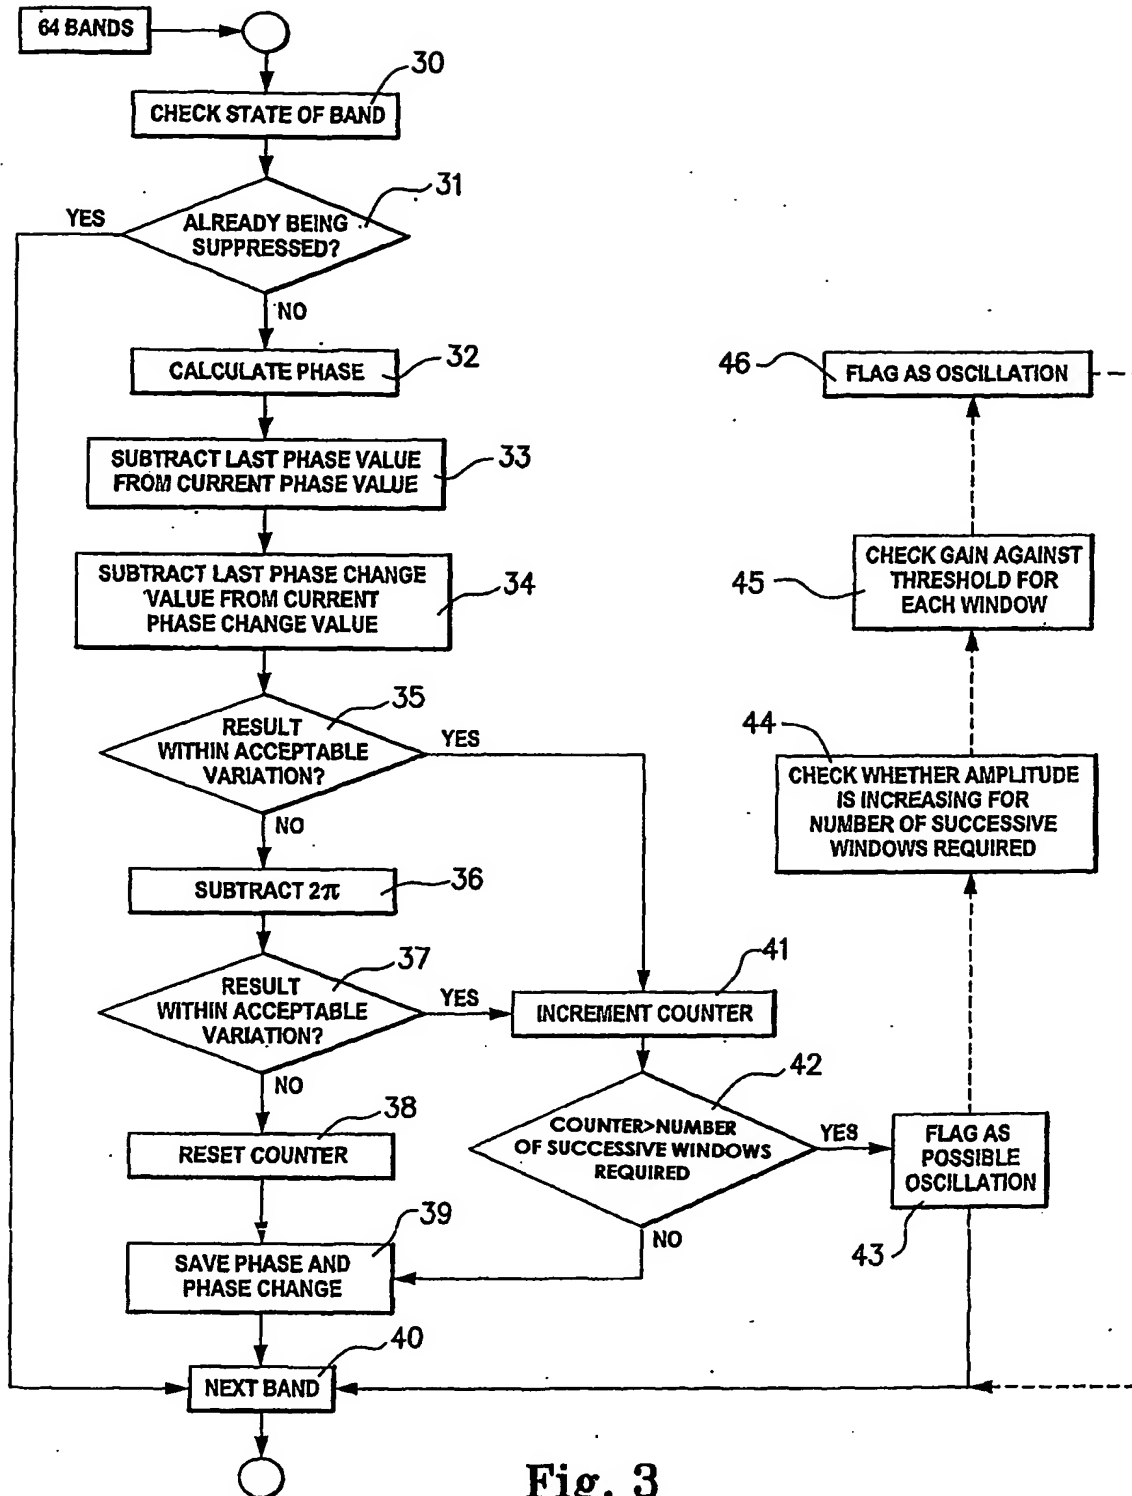 64 BANDS
30
CHECK STATE OF BAND
31
YES
ALREADY BEING
SUPPRESSED?
NO
32
CALCULATE PHASE
33
SUBTRACT LAST PHASE VALUE
FROM CURRENT PHASE VALUE
34
SUBTRACT LAST PHASE CHANGE
VALUE FROM CURRENT
PHASE CHANGE VALUE
35
RESULT
WITHIN ACCEPTABLE
VARIATION?
YES
NO
36
SUBTRACT 2π
37
RESULT
WITHIN ACCEPTABLE
VARIATION?
YES
NO
38
RESET COUNTER
39
SAVE PHASE AND
PHASE CHANGE
40
NEXT BAND
41
INCREMENT COUNTER
42
COUNTER>NUMBER
OF SUCCESSIVE WINDOWS
REQUIRED
YES
NO
46
FLAG AS OSCILLATION
45
CHECK GAIN AGAINST
THRESHOLD FOR
EACH WINDOW
44
CHECK WHETHER AMPLITUDE
IS INCREASING FOR
NUMBER OF SUCCESSIVE
WINDOWS REQUIRED
FLAG AS
POSSIBLE
OSCILLATION
43
Fig. 3